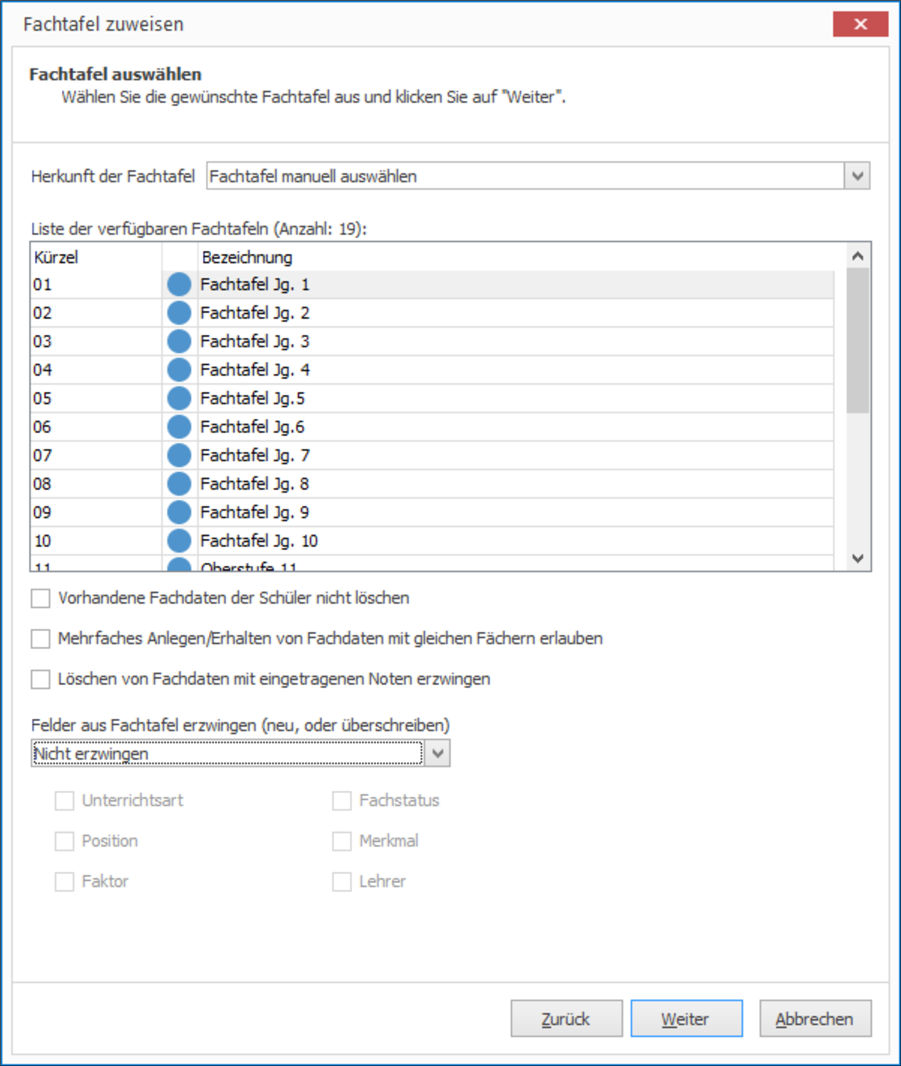 Fachtafel zuweisen
Fachtafel auswählen
Wählen Sie die gewünschte Fachtafel aus und klicken Sie auf "Weiter".
Herkunft der Fachtafel Fachtafel manuell auswählen
Liste der verfügbaren Fachtafeln (Anzahl: 19):
Kürzel Bezeichnung
01 Fachtafel Jg. 1
02 Fachtafel Jg. 2
03 Fachtafel Jg. 3
04 Fachtafel Jg. 4
05 Fachtafel Jg.5
06 Fachtafel Jg.6
07 Fachtafel Jg. 7
08 Fachtafel Jg. 8
09 Fachtafel Jg. 9
10 Fachtafel Jg. 10
11 Oberstufe 11
Vorhandene Fachdaten der Schüler nicht löschen
Mehrfaches Anlegen/Erhalten von Fachdaten mit gleichen Fächern erlauben
Löschen von Fachdaten mit eingetragenen Noten erzwingen
Felder aus Fachtafel erzwingen (neu, oder überschreiben)
Nicht erzwingen
Unterrichtsart Fachstatus
Position Merkmal
Faktor Lehrer
Zurück Weiter Abbrechen